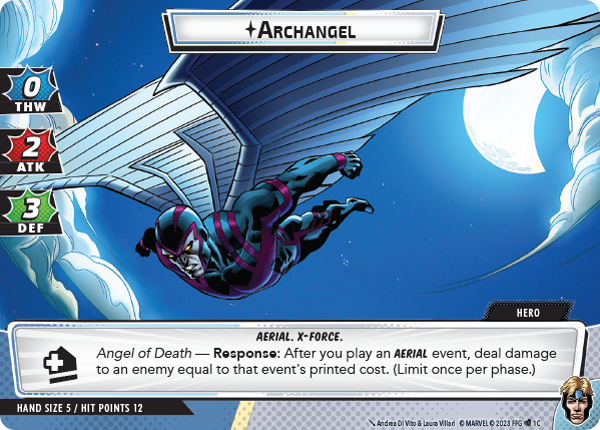 ARCHANGEL
0
THW
2
ATK
3
DEF
HERO
AERIAL. X-FORCE.
Angel of Death — Response: After you play an AERIAL event, deal damage
to an enemy equal to that event's printed cost. (Limit once per phase.)
HAND SIZE 5 / HIT POINTS 12
Andrea Di Vito & Laura Villari © MARVEL © 2023 FFG 1C